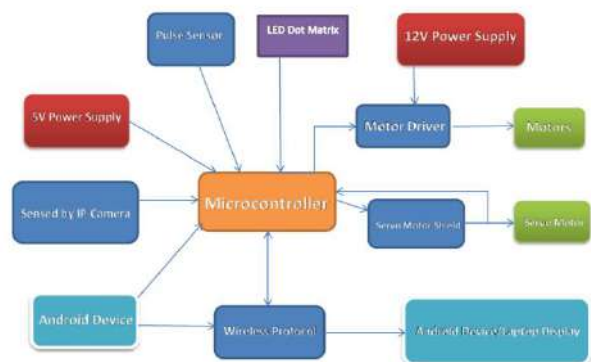 Pulse Sensor
LED Dot Matrix
12V Power Supply
5V Power Supply
Motor Driver
Motors
Sensed by IP Camera
Microcontroller
Servo Motor Shield
Servo Motor
Android Device
Wireless Protocol
Android Device/Laptop Display